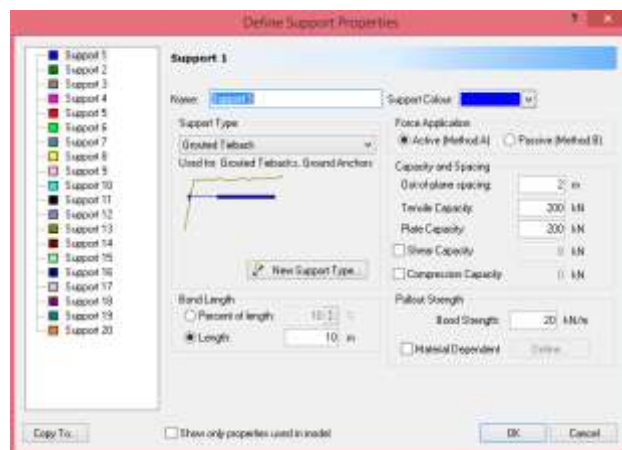 Define Support Properties
Support 1
Support 2
Support 3
Support 4
Support 5
Support 6
Support 7
Support 8
Support 9
Support 10
Support 11
Support 12
Support 13
Support 14
Support 15
Support 16
Support 17
Support 18
Support 19
Support 20
Support 1
Name: Support 1
Support Colour:
Support Type
Grouted Tieback
Used for: Grouted Tiebacks, Ground Anchors
New Support Type...
Bond Length
Percent of length: %
Length: 10 m
Force Application
Active (Method A) Passive (Method B)
Capacity and Spacing
Out-of-plane spacing: 2 m
Tensile Capacity: 200 kN
Plate Capacity: 200 kN
Shear Capacity 0 kN
Compression Capacity 0 kN
Pullout Strength
Bond Strength: 20 kN/m
Material Dependent Define...
Copy To... Show only properties used in model OK Cancel